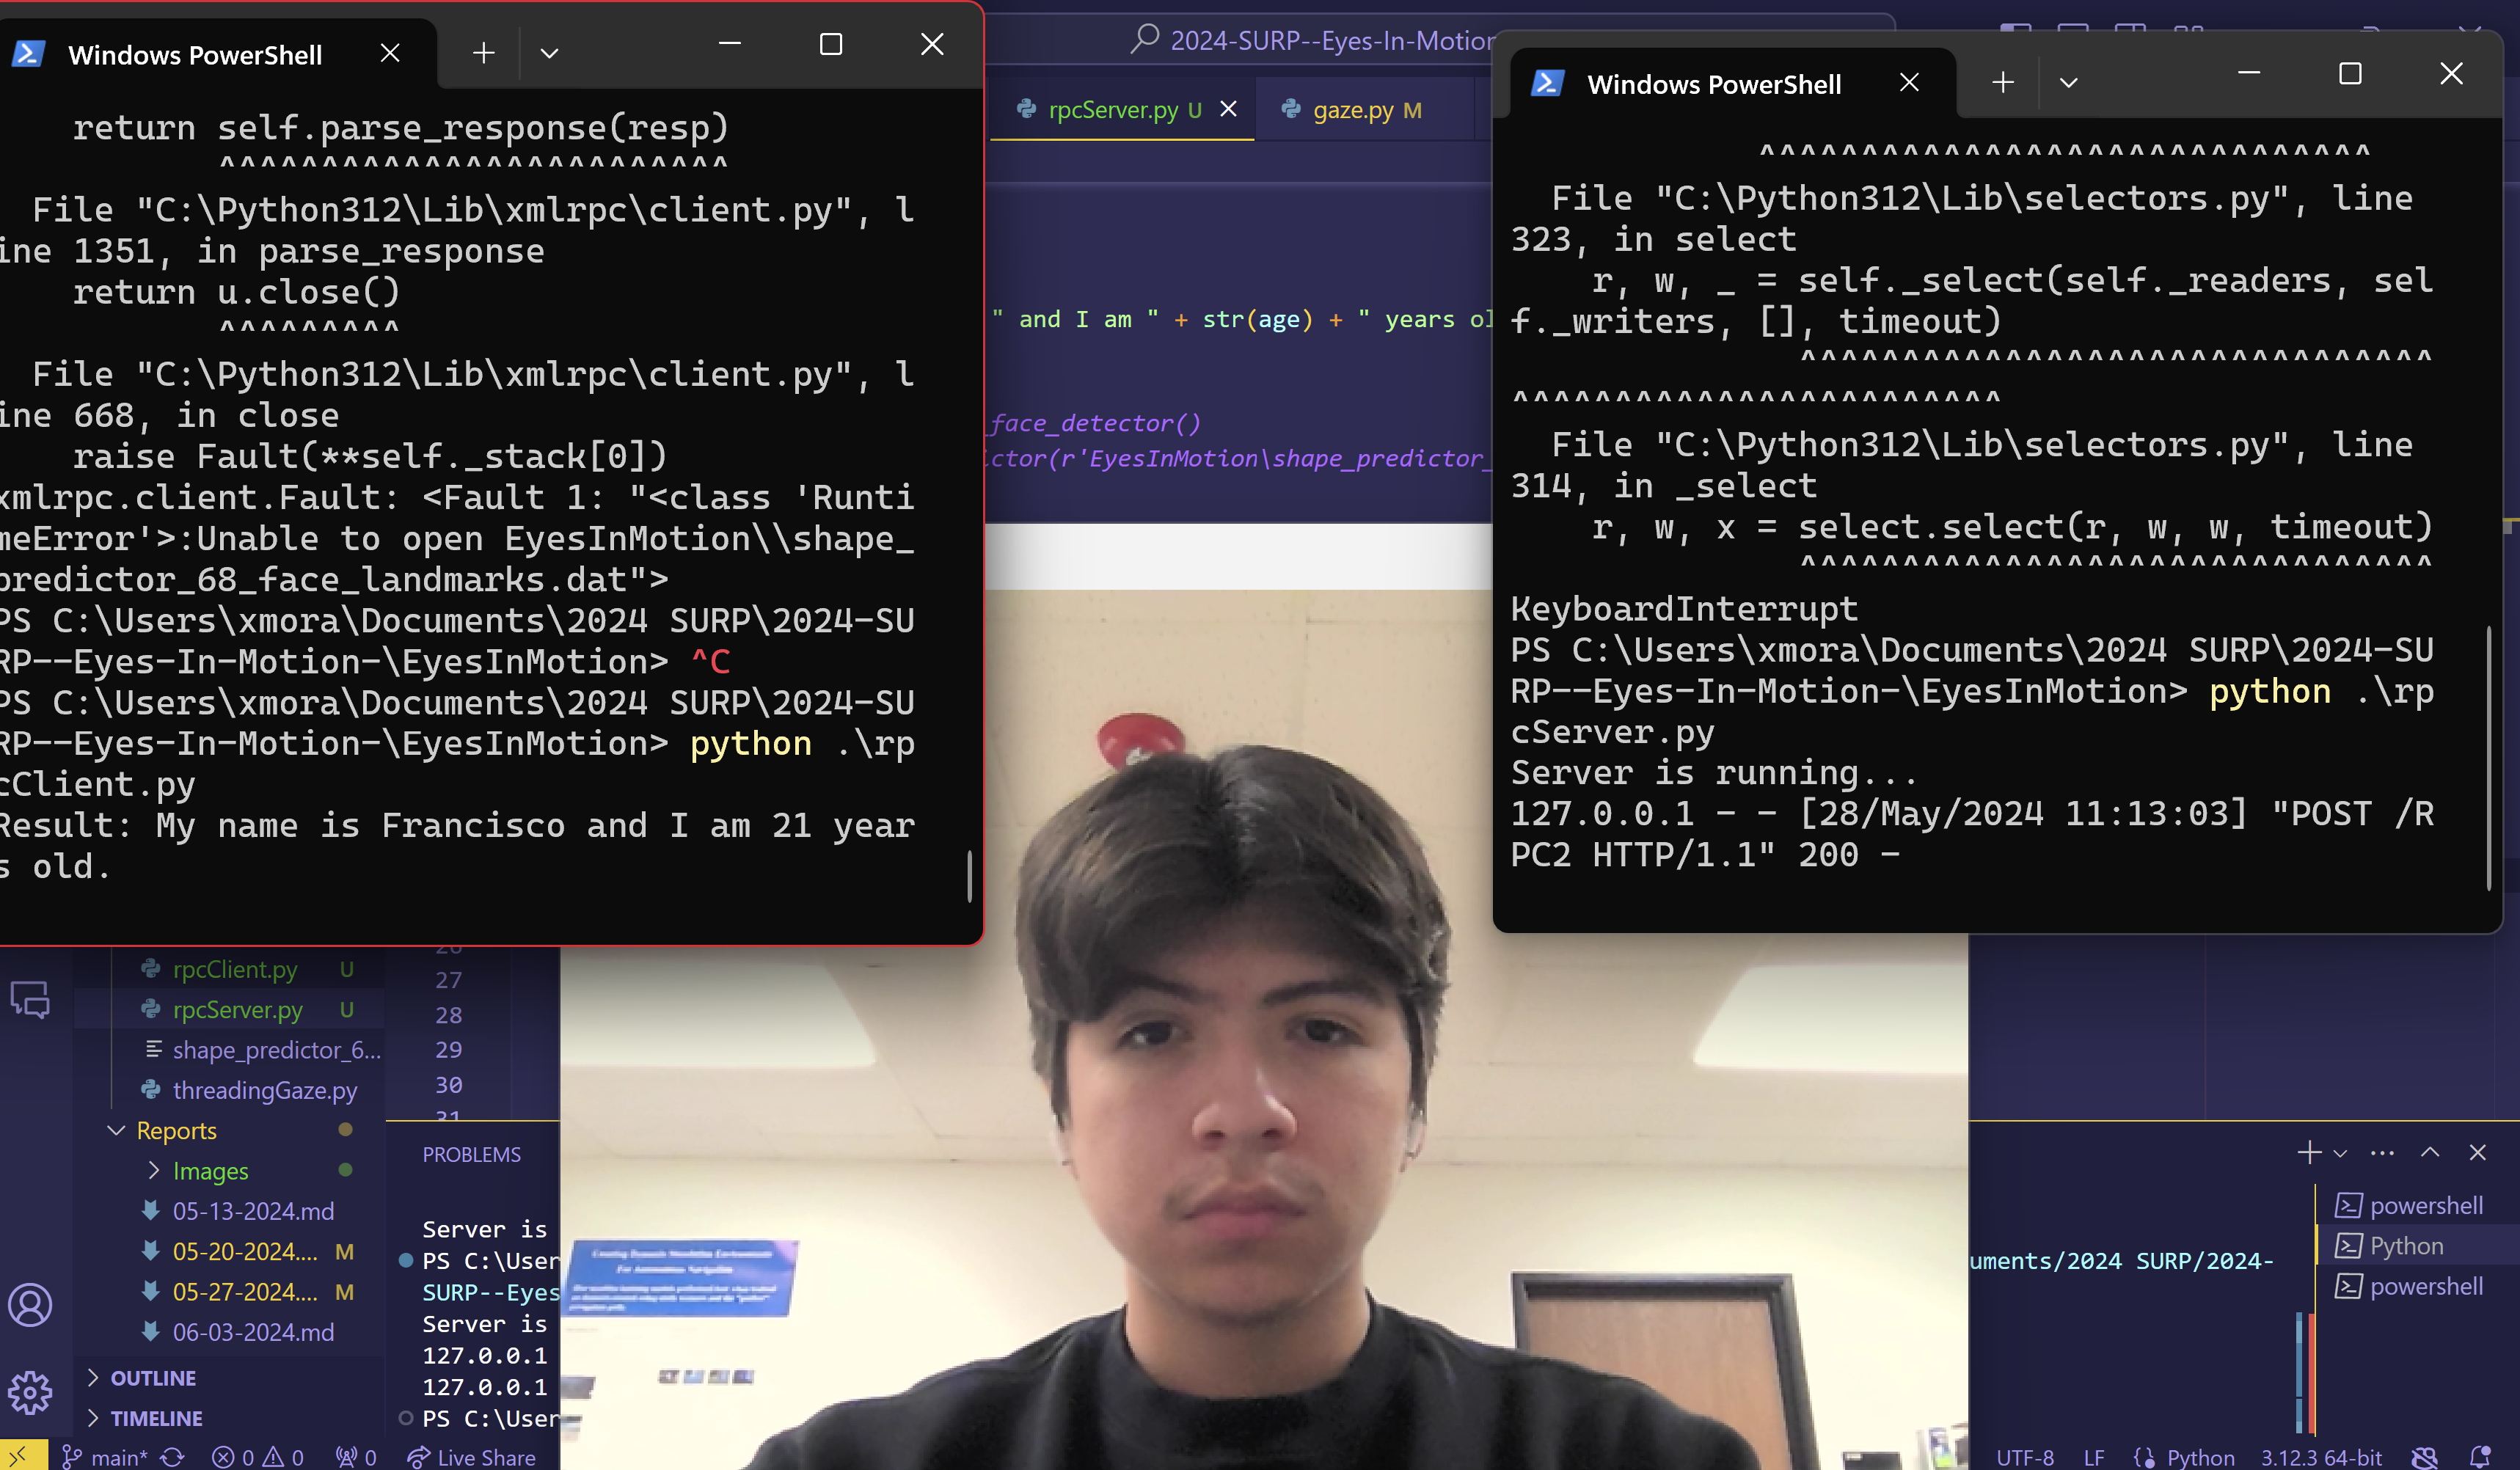 Windows PowerShell
return self.parse_response(resp)
^^^^^^^^^^^^^^^^^^^^^^^^^
File "C:\Python312\Lib\xmlrpc\client.py", l
ine 1351, in parse_response
return u.close()
^^^^^^^^^
File "C:\Python312\Lib\xmlrpc\client.py", l
ine 668, in close
raise Fault(**self._stack[0])
xmlrpc.client.Fault: <Fault 1: "<class 'Runti
meError'>:Unable to open EyesInMotion\\shape_
predictor_68_face_landmarks.dat">
PS C:\Users\xmora\Documents\2024 SURP\2024-SU
RP--Eyes-In-Motion-\EyesInMotion> ^C
PS C:\Users\xmora\Documents\2024 SURP\2024-SU
RP--Eyes-In-Motion-\EyesInMotion> python .\rp
cClient.py
Result: My name is Francisco and I am 21 year
s old.
2024-SURP--Eyes-In-Motion
rpcServer.py U
gaze.py M
" and I am " + str(age) + " years ol
_face_detector()
ictor(r'EyesInMotion\shape_predictor_
Windows PowerShell
^^^^^^^^^^^^^^^^^^^^^^^^^^^^^^
File "C:\Python312\Lib\selectors.py", line
323, in select
r, w, _ = self._select(self._readers, sel
f._writers, [], timeout)
^^^^^^^^^^^^^^^^^^^^^^^^^^^^^^^
^^^^^^^^^^^^^^^^^^^^^^^^
File "C:\Python312\Lib\selectors.py", line
314, in _select
r, w, x = select.select(r, w, w, timeout)
^^^^^^^^^^^^^^^^^^^^^^^^^^^^^^^
KeyboardInterrupt
PS C:\Users\xmora\Documents\2024 SURP\2024-SU
RP--Eyes-In-Motion-\EyesInMotion> python .\rp
cServer.py
Server is running...
127.0.0.1 - - [28/May/2024 11:13:03] "POST /R
PC2 HTTP/1.1" 200 -
rpcClient.py U
rpcServer.py U
shape_predictor_6...
threadingGaze.py
Reports
Images
05-13-2024.md
05-20-2024.... M
05-27-2024.... M
06-03-2024.md
OUTLINE
TIMELINE
26
27
28
29
30
31
PROBLEMS
Server is
PS C:\User
SURP--Eyes
Server is
127.0.0.1
127.0.0.1
PS C:\User
Creating Dynamic Simulation Environments
For Autonomous Navigation
uments/2024 SURP/2024-
powershell
Python
powershell
main* 0 0 0 Live Share
UTF-8 LF Python 3.12.3 64-bit